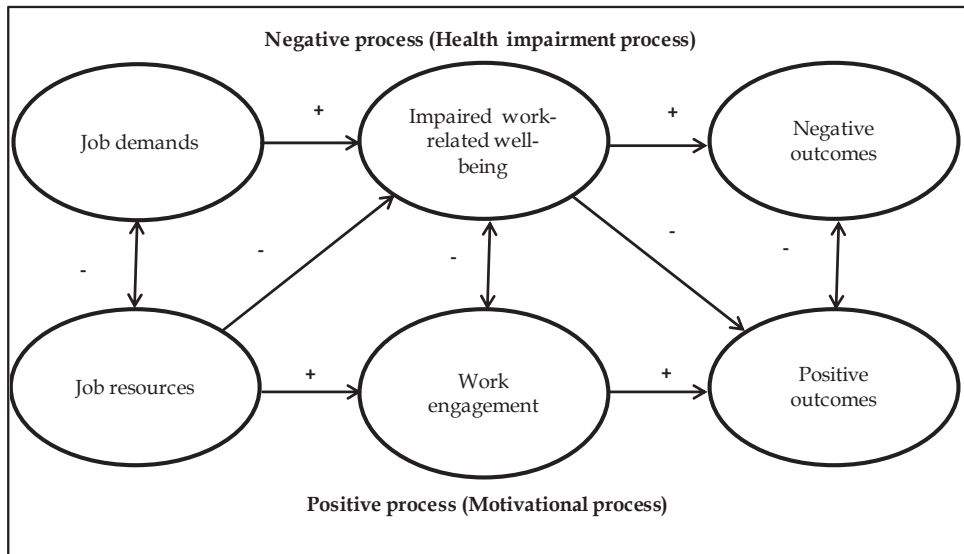 Negative process (Health impairment process)
Job demands
+
Impaired work-
related well-
being
+
Negative
outcomes
-
-
-
-
-
Job resources
+
Work
engagement
+
Positive
outcomes
Positive process (Motivational process)